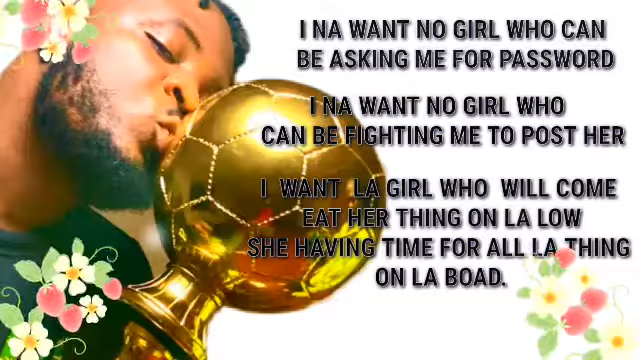 I NA WANT NO GIRL WHO CAN
BE ASKING ME FOR PASSWORD
I NA WANT NO GIRL WHO
CAN BE FIGHTING ME TO POST HER
I WANT LA GIRL WHO WILL COME
EAT HER THING ON LA LOW
SHE HAVING TIME FOR ALL LA THING
ON LA BOAD.